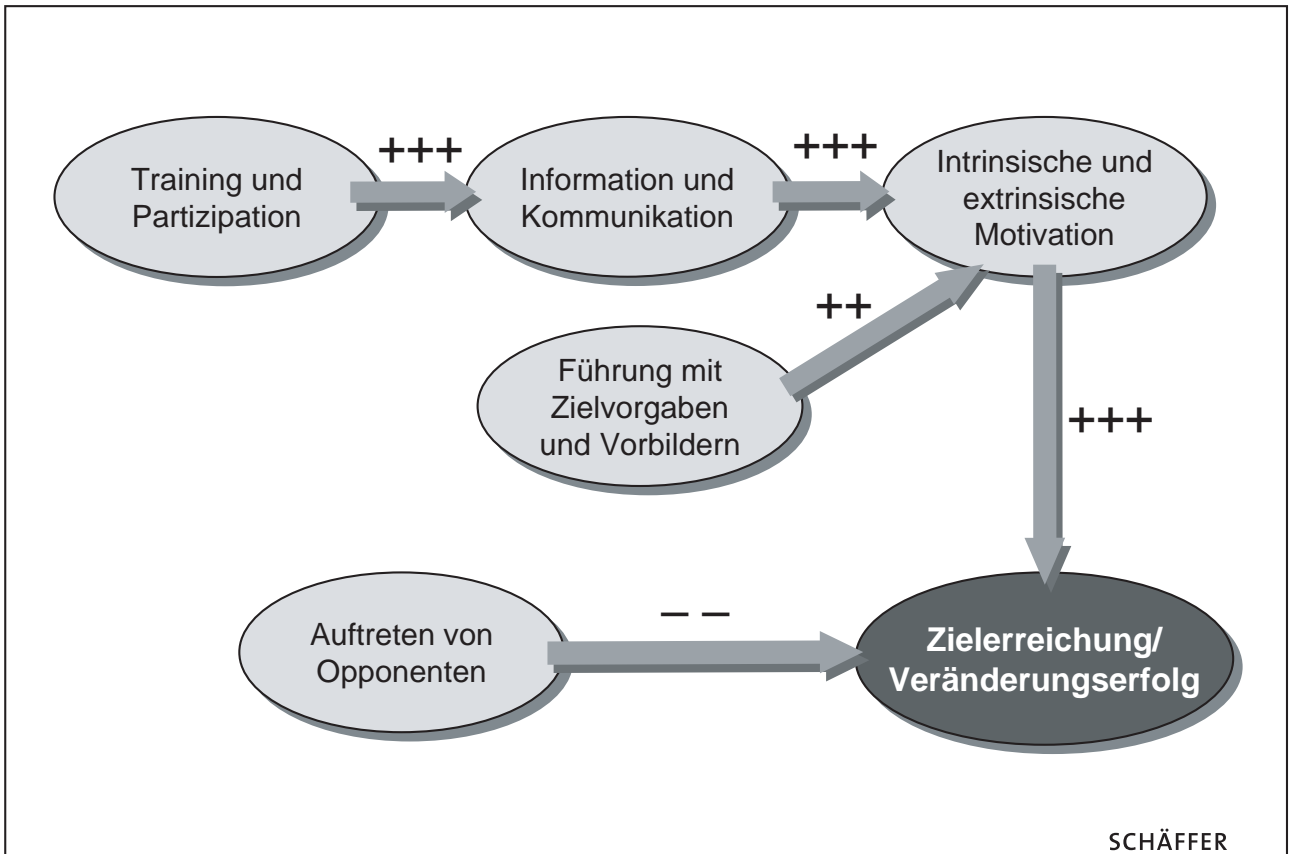 Training und
Partizipation
+++
Information und
Kommunikation
+++
Intrinsische und
extrinsische
Motivation
++
Führung mit
Zielvorgaben
und Vorbildern
+++
Auftreten von
Opponenten
– –
Zielerreichung/
Veränderungserfolg
SCHÄFFER